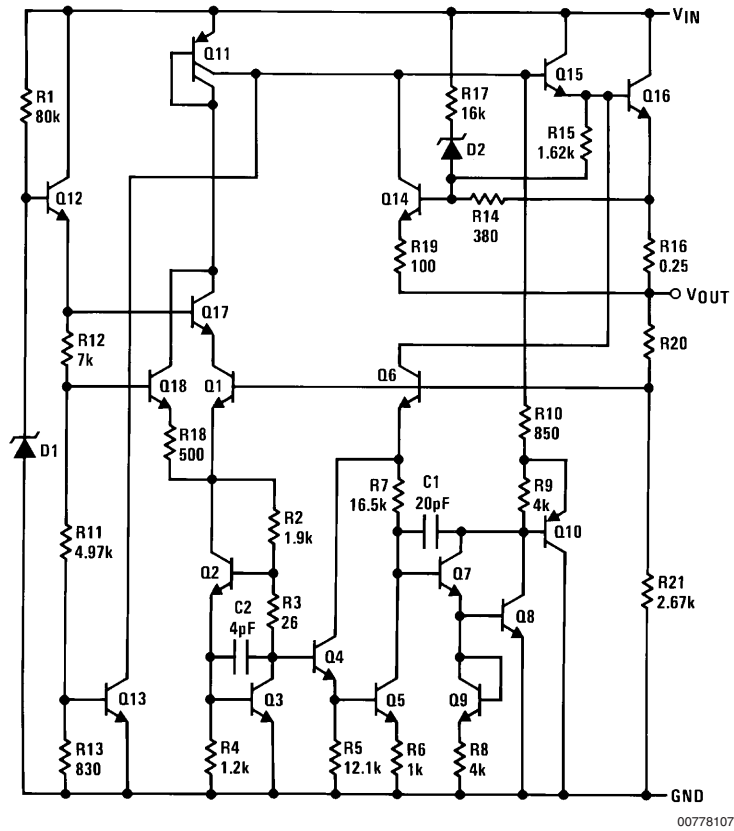 VIN
Q11
Q15
R1
80k
R17
16k
Q16
R15
1.62k
D2
Q12
Q14
R14
380
R19
100
R16
0.25
VOUT
Q17
R12
7k
R20
Q18
Q1
Q6
R18
500
R10
850
D1
R7
16.5k
C1
20pF
R9
4k
R2
1.9k
Q10
R11
4.97k
Q2
Q7
R3
26
C2
4pF
Q8
R21
2.67k
Q4
Q13
Q3
Q5
Q9
R13
830
R4
1.2k
R5
12.1k
R6
1k
R8
4k
GND
00778107